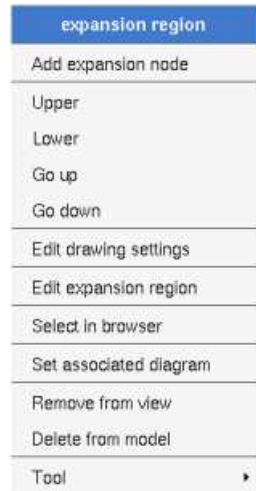 expansion region
Add expansion node
Upper
Lower
Go up
Go down
Edit drawing settings
Edit expansion region
Select in browser
Set associated diagram
Remove from view
Delete from model
Tool